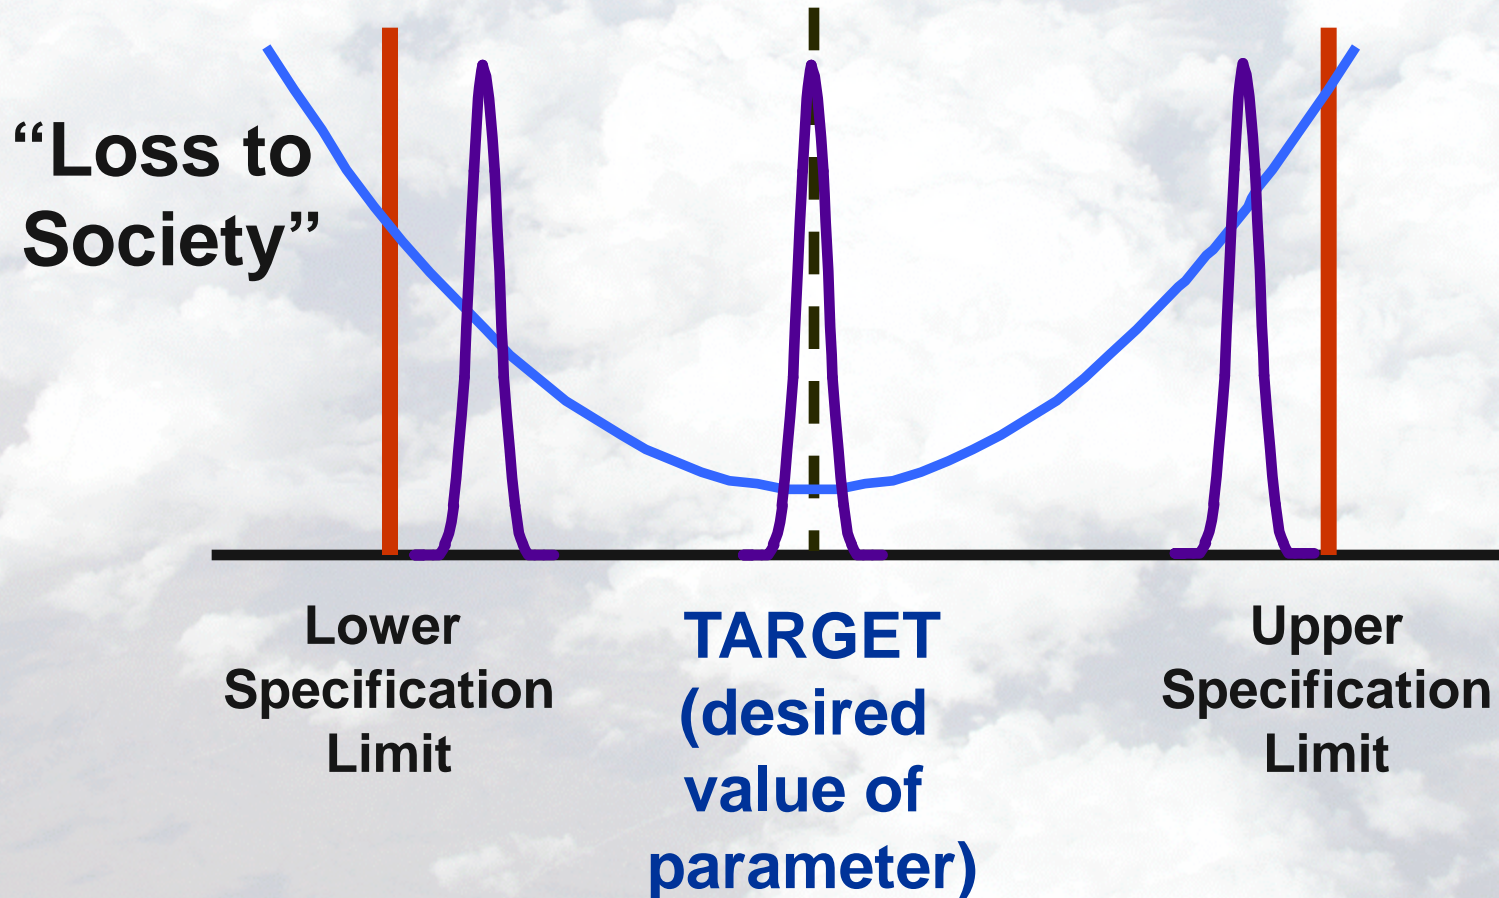 “Loss to
Society”
Lower
Specification
Limit
TARGET
(desired
value of
parameter)
Upper
Specification
Limit